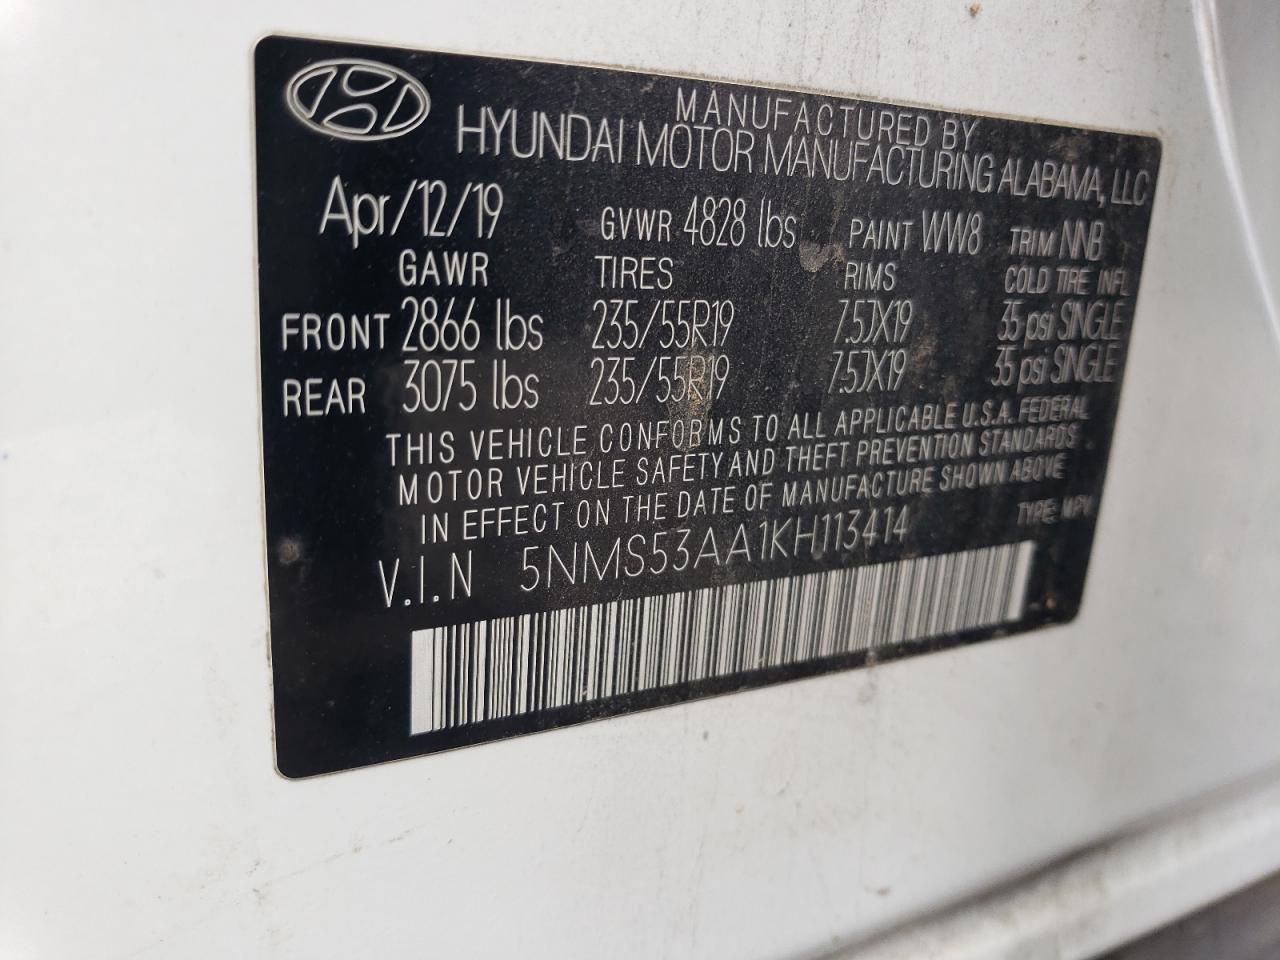 MANUFACTURED BY
HYUNDAI MOTOR MANUFACTURING ALABAMA, LLC
Apr/12/19 GVWR 4828 lbs PAINT WW8 TRIM NNB
GAWR TIRES RIMS COLD TIRE INFL
FRONT 2866 lbs 235/55R19 7.5JX19 35 psi SINGLE
REAR 3075 lbs 235/55R19 7.5JX19 35 psi SINGLE
THIS VEHICLE CONFORMS TO ALL APPLICABLE U.S.A. FEDERAL
MOTOR VEHICLE SAFETY AND THEFT PREVENTION STANDARDS
IN EFFECT ON THE DATE OF MANUFACTURE SHOWN ABOVE
V.I.N 5NMS53AA1KH113414 TYPE: MPV